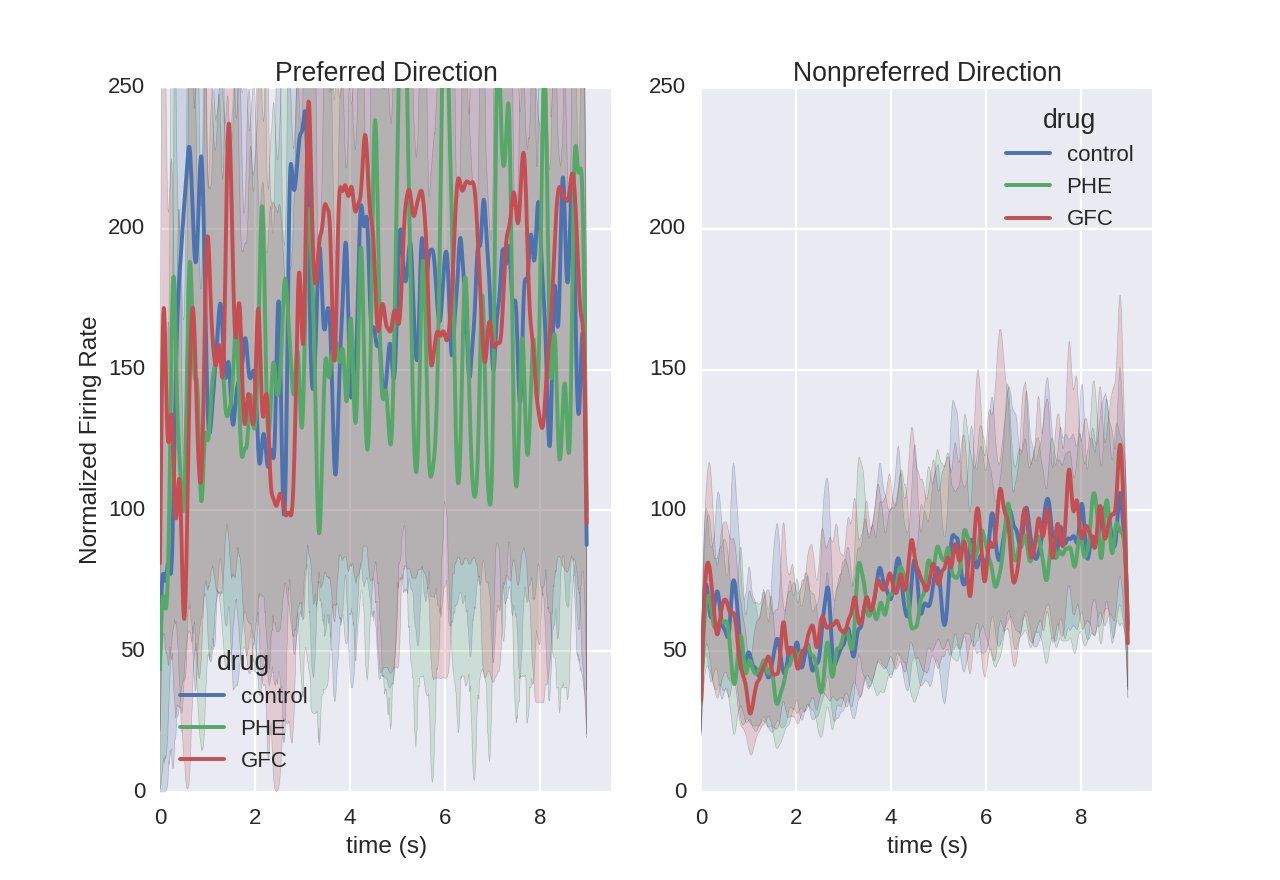 Preferred Direction
Normalized Firing Rate
250
200
150
100
50
0
drug
control
PHE
GFC
0
2
4
6
8
time (s)
Nonpreferred Direction
250
200
150
100
50
0
drug
control
PHE
GFC
0
2
4
6
8
time (s)